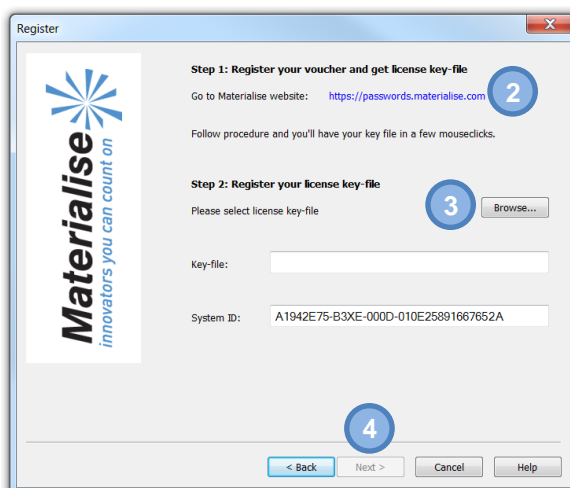 Register
Materialise
innovators you can count on
Step 1: Register your voucher and get license key-file
Go to Materialise website: https://passwords.materialise.com
2
Follow procedure and you'll have your key file in a few mouseclicks.
Step 2: Register your license key-file
Please select license key-file
3
Browse...
Key-file:
System ID: A1942E75-B3XE-000D-010E25891667652A
4
< Back Next > Cancel Help